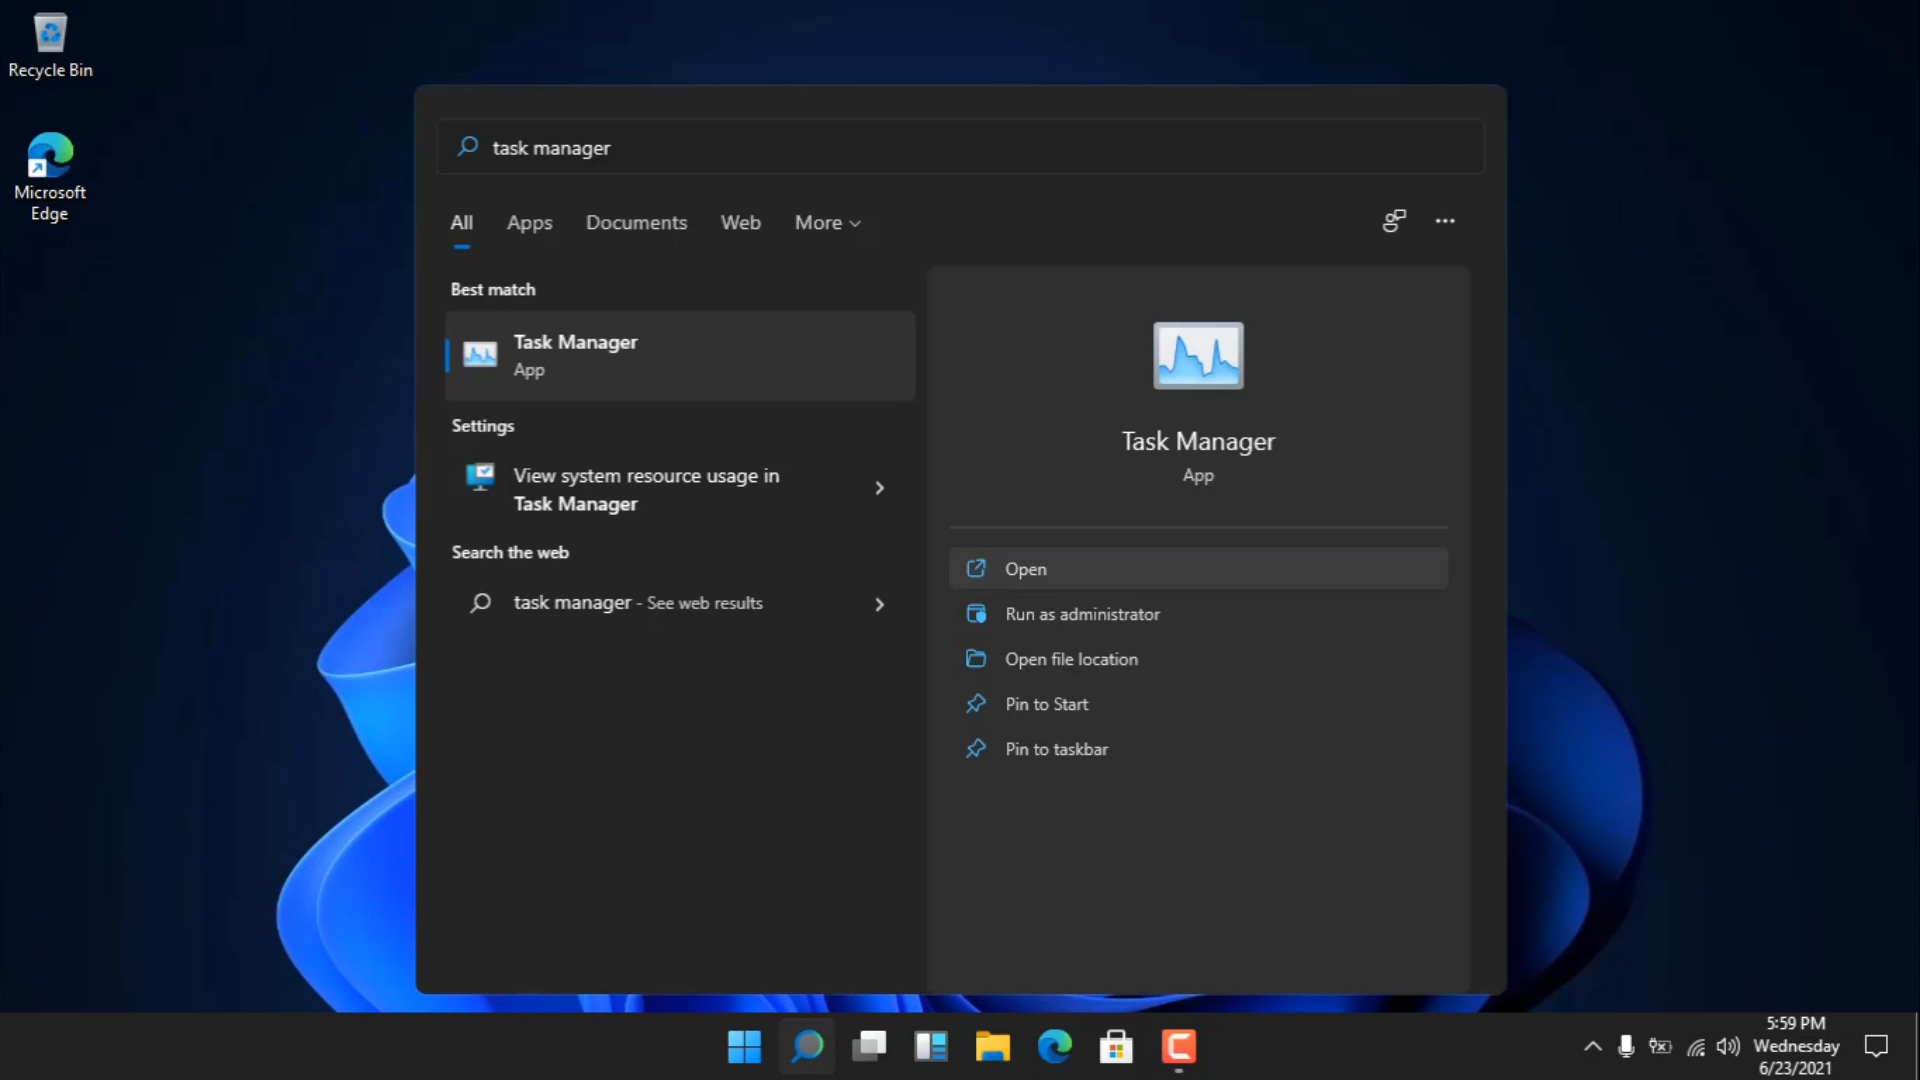 Recycle Bin
Microsoft
Edge
task manager
All Apps Documents Web More
Best match
Task Manager
App
Settings
View system resource usage in
Task Manager
Search the web
task manager - See web results
Task Manager
App
Open
Run as administrator
Open file location
Pin to Start
Pin to taskbar
5:59 PM
Wednesday
6/23/2021